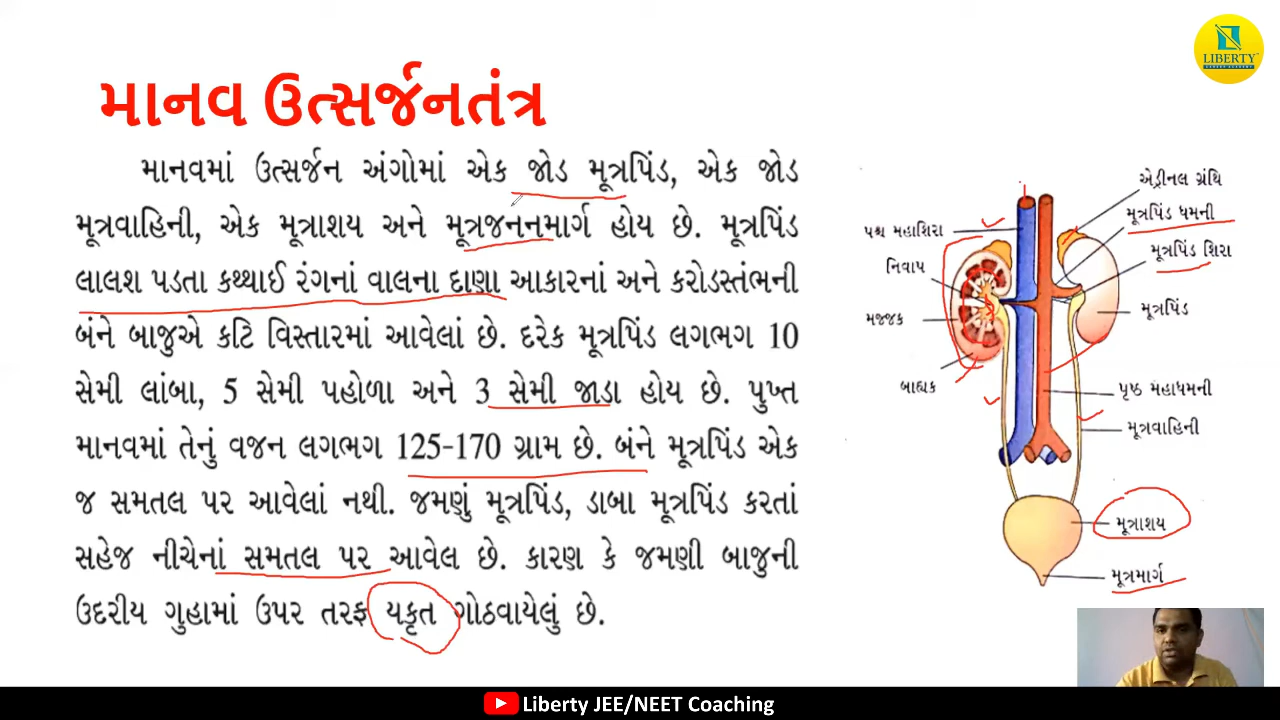 LIBERTY
CAREER ACADEMY
માનવ ઉત્સર્જનતંત્ર
માનવમાં ઉત્સર્જન અંગોમાં એક જોડ મૂત્રપિંડ, એક જોડ
મૂત્રવાહિની, એક મૂત્રાશય અને મૂત્રજનનમાર્ગ હોય છે. મૂત્રપિંડ
લાલશ પડતા કથ્થાઈ રંગનાં વાલના દાણા આકારનાં અને કરોડસ્તંભની
બંને બાજુએ કટિ વિસ્તારમાં આવેલાં છે. દરેક મૂત્રપિંડ લગભગ 10
સેમી લાંબા, 5 સેમી પહોળા અને 3 સેમી જાડા હોય છે. પુખ્ત
માનવમાં તેનું વજન લગભગ 125-170 ગ્રામ છે. બંને મૂત્રપિંડ એક
જ સમતલ પર આવેલાં નથી. જમણું મૂત્રપિંડ, ડાબા મૂત્રપિંડ કરતાં
સહેજ નીચેનાં સમતલ પર આવેલ છે. કારણ કે જમણી બાજુની
ઉદરીય ગુહામાં ઉપર તરફ યકૃત ગોઠવાયેલું છે.
પશ્ચ મહાશિરા
નિવાપ
મજ્જક
બાહ્યક
એડ્રીનલ ગ્રંથિ
મૂત્રપિંડ ધમની
મૂત્રપિંડ શિરા
મૂત્રપિંડ
પૃષ્ઠ મહાધમની
મૂત્રવાહિની
મૂત્રાશય
મૂત્રમાર્ગ
Liberty JEE/NEET Coaching